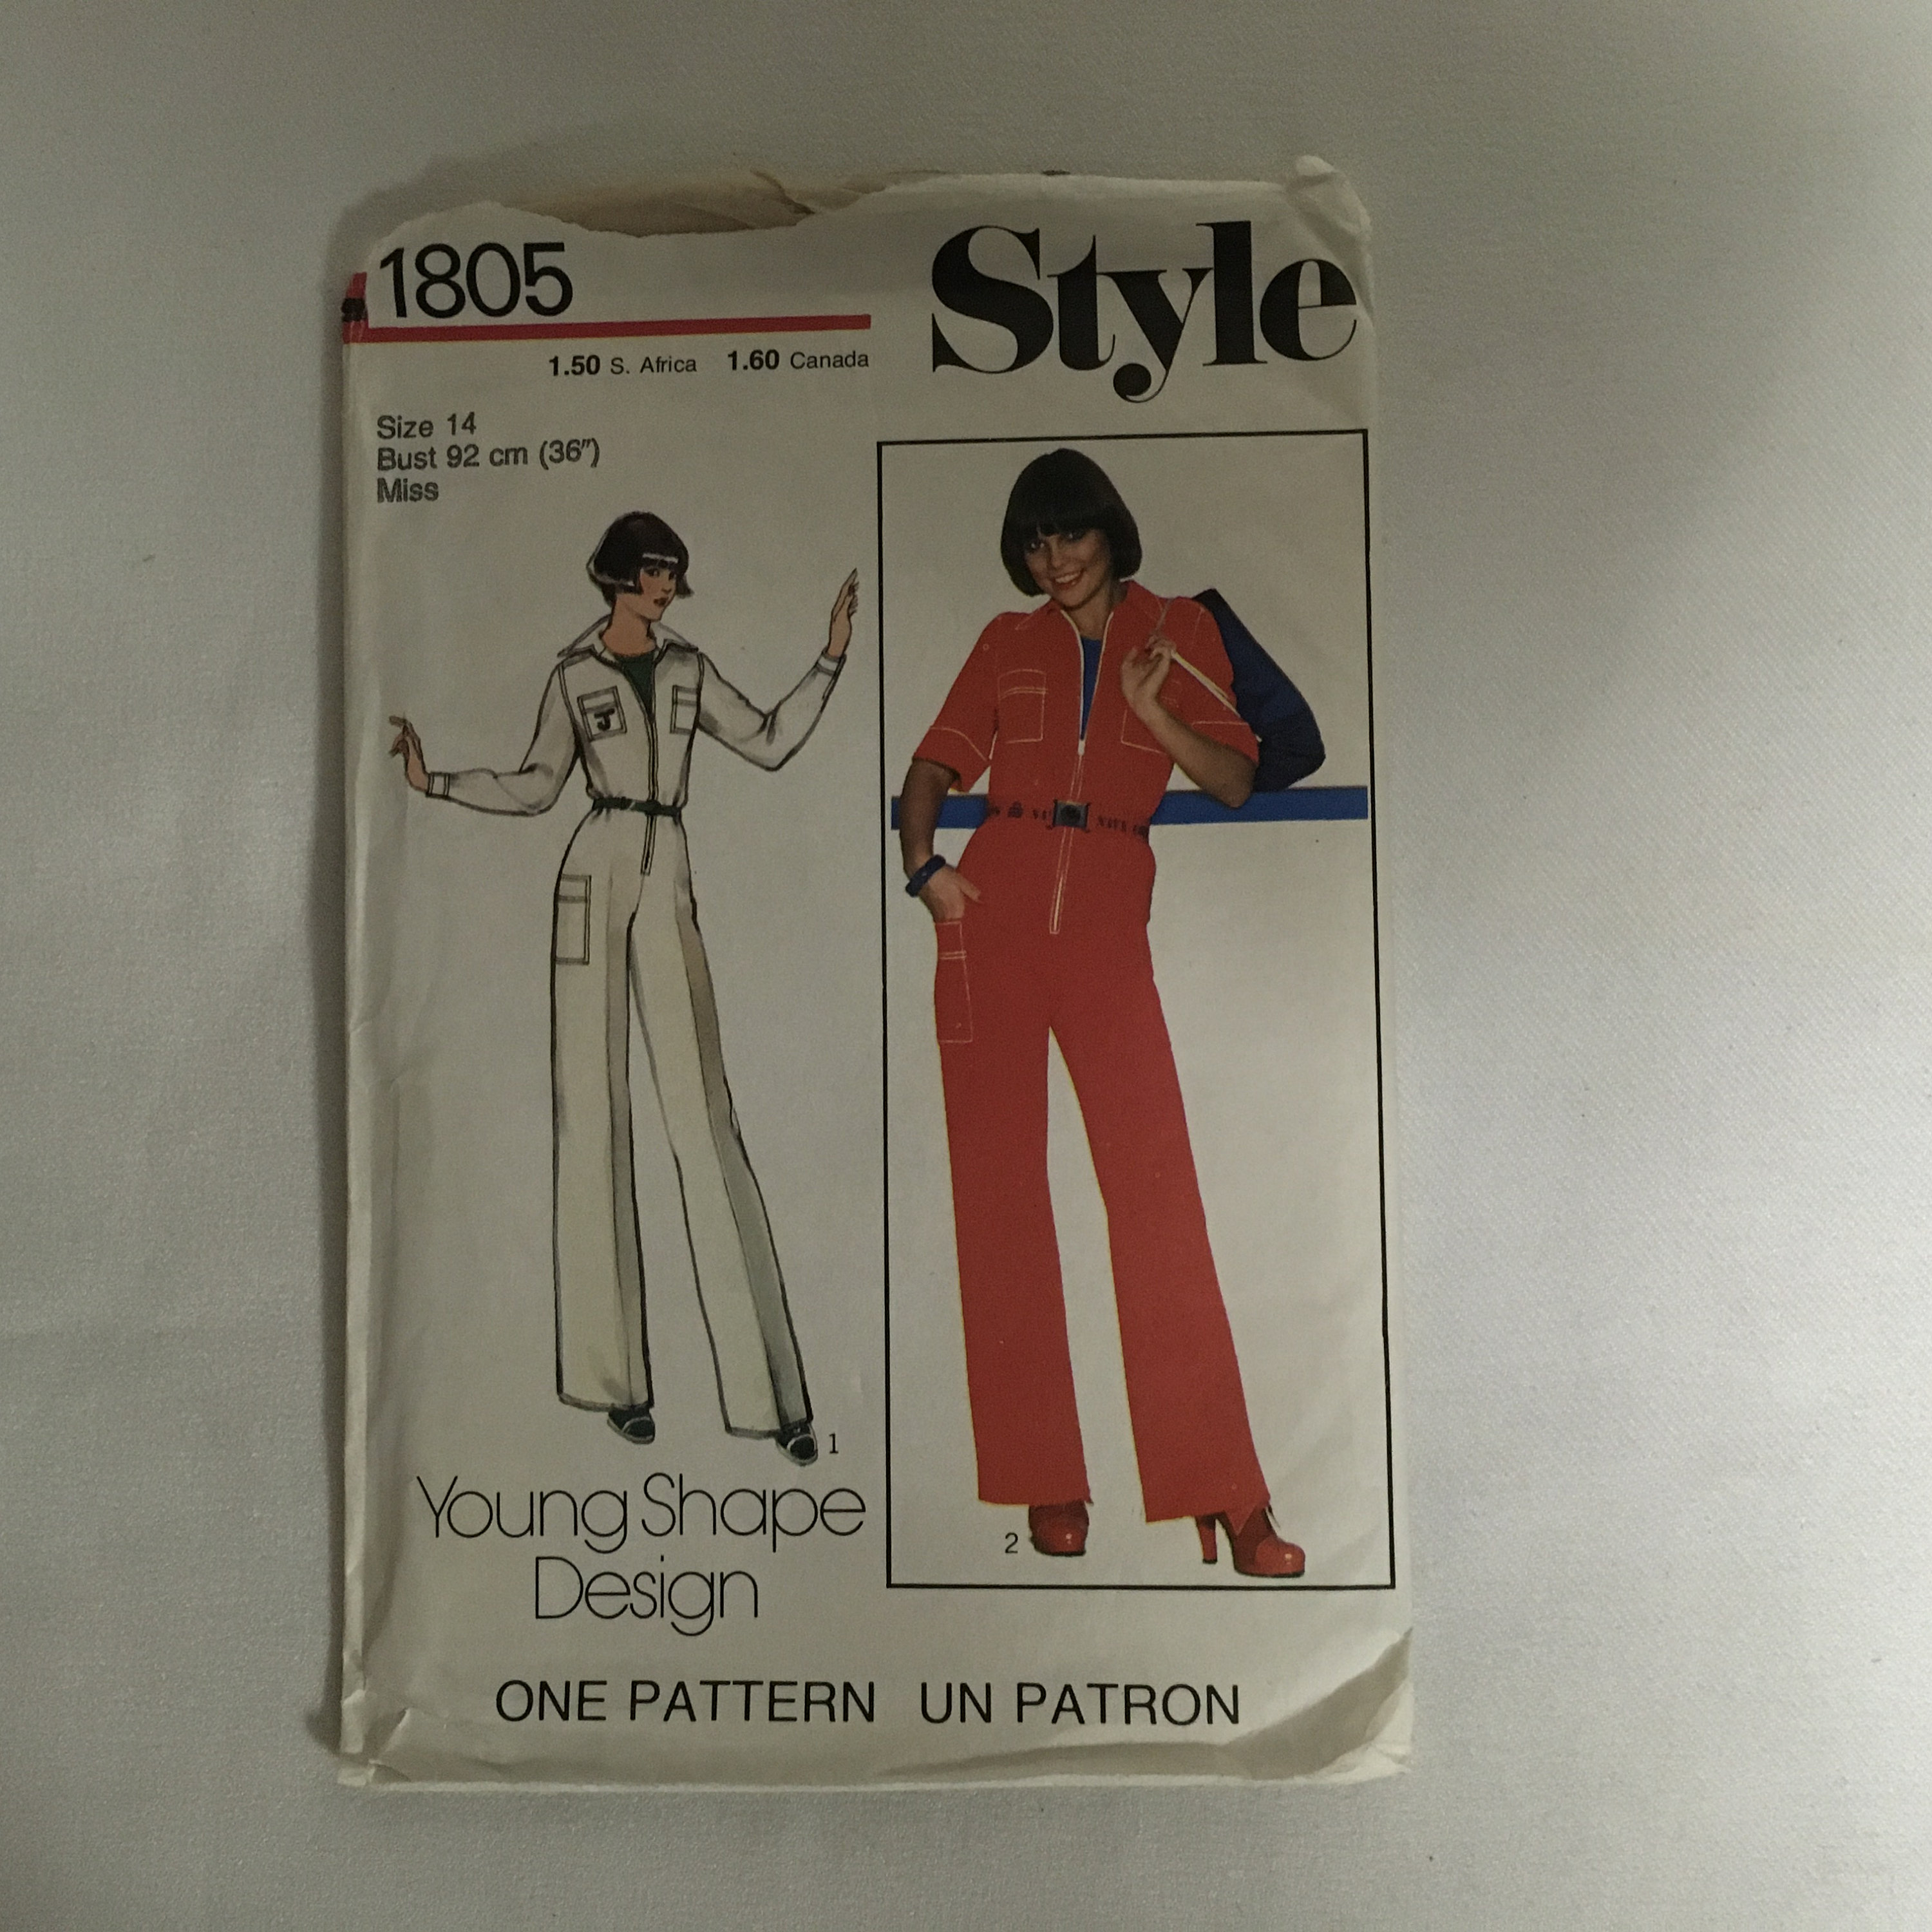 1805
Style
1.50 S. Africa 1.60 Canada
Size 14
Bust 92 cm (36")
Miss
J
1
2
Young Shape
Design
ONE PATTERN UN PATRON